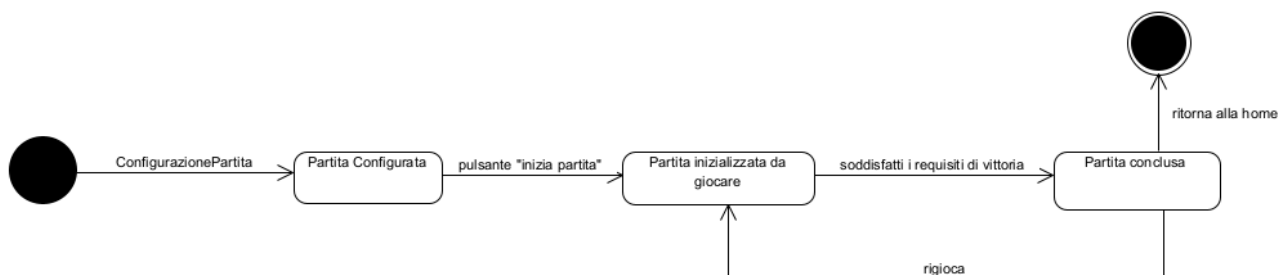 ritorna alla home
ConfigurazionePartita
Partita Configurata
pulsante "inizia partita"
Partita inizializzata da
giocare
soddisfatti i requisiti di vittoria
Partita conclusa
rigioca